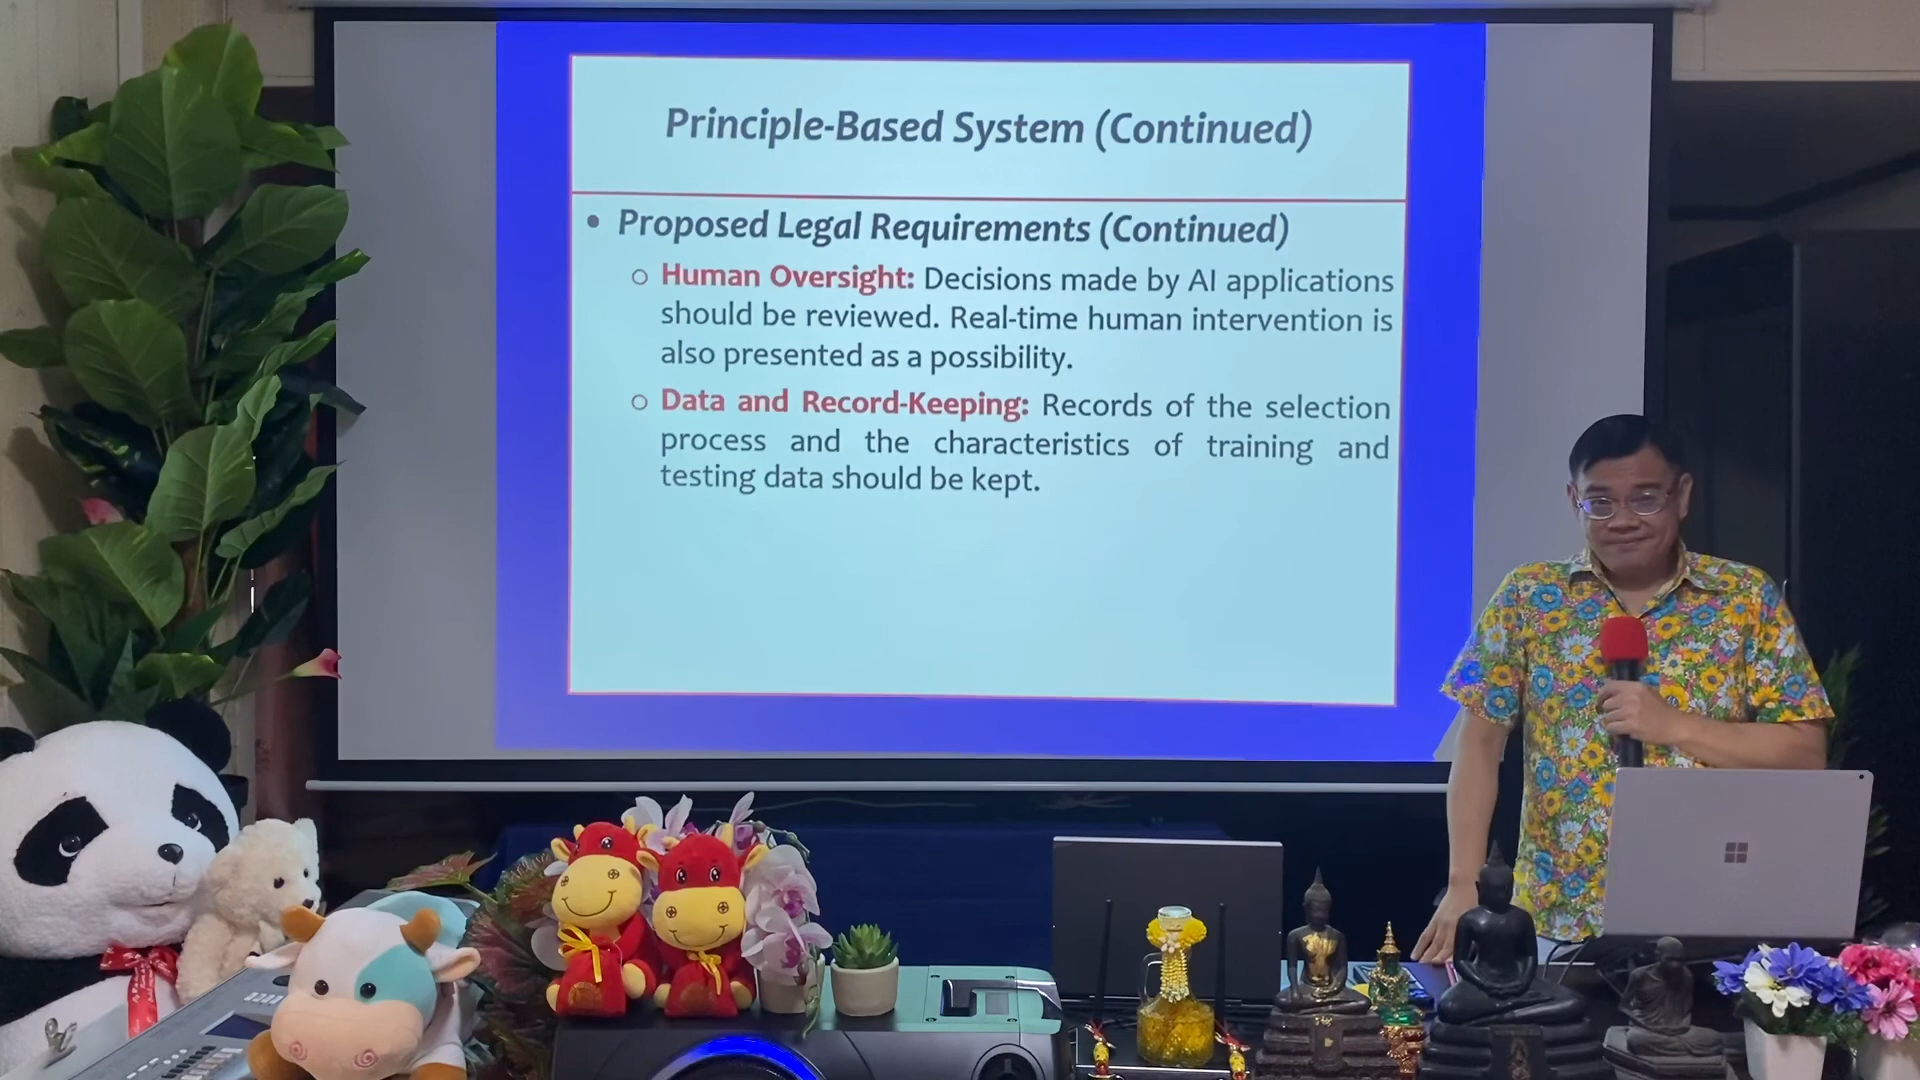 Principle-Based System (Continued)
• Proposed Legal Requirements (Continued)
o Human Oversight: Decisions made by AI applications
should be reviewed. Real-time human intervention is
also presented as a possibility.
o Data and Record-Keeping: Records of the selection
process and the characteristics of training and
testing data should be kept.